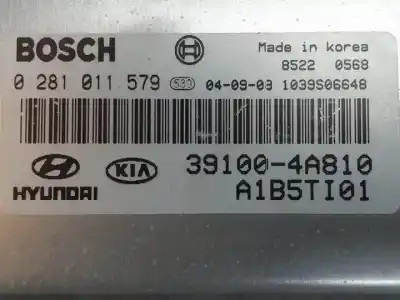 BOSCH
Made in korea
8522 0568
0 281 011 579 04-09-03 1039S06648
39100-4A810
HYUNDAI KIA A1B5TI01